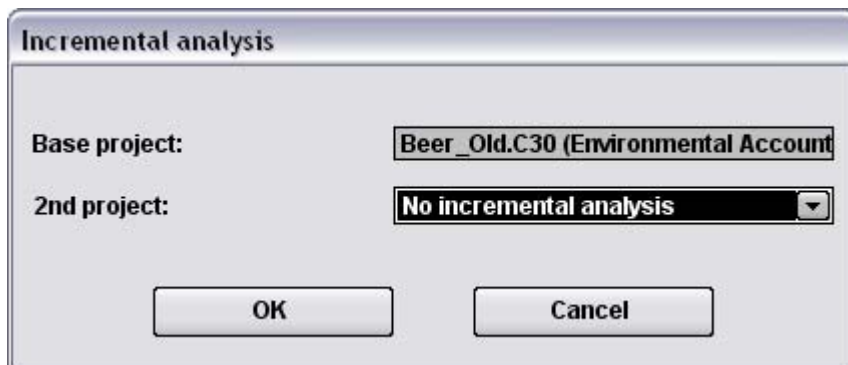 Incremental analysis
Base project: Beer_Old.C30 (Environmental Account
2nd project: No incremental analysis
OK Cancel